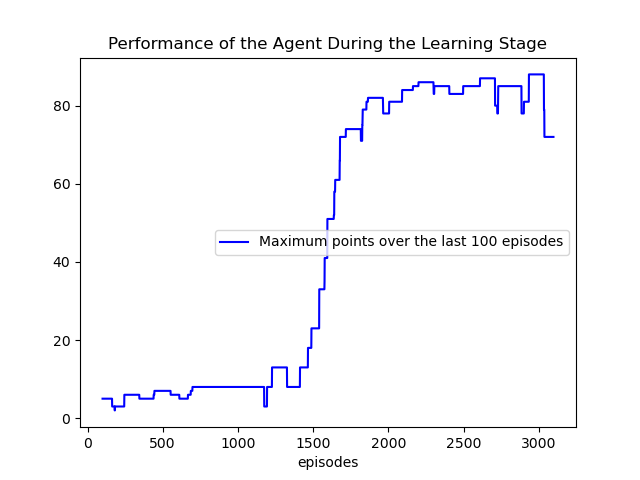 Performance of the Agent During the Learning Stage
80
60
40
20
0
Maximum points over the last 100 episodes
0 500 1000 1500 2000 2500 3000
episodes